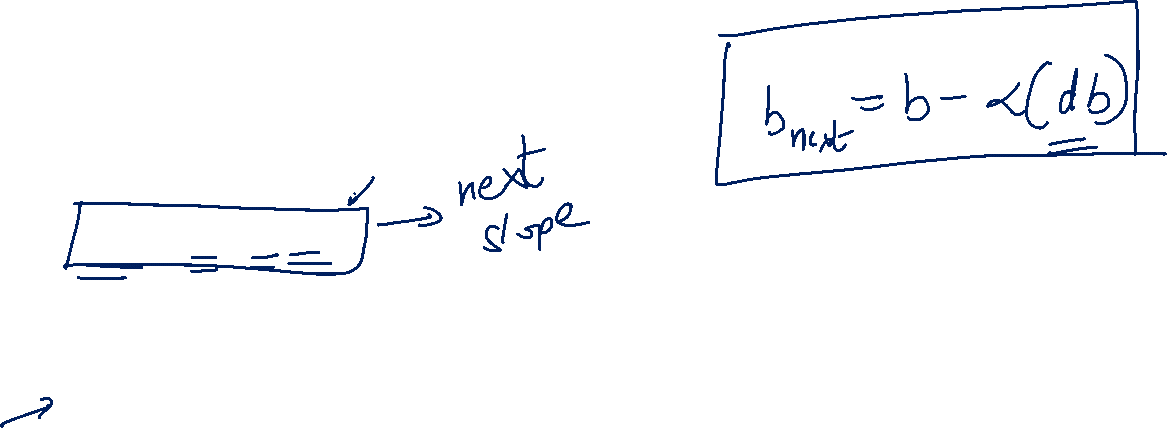 b_next = b - α(db)
next
slope